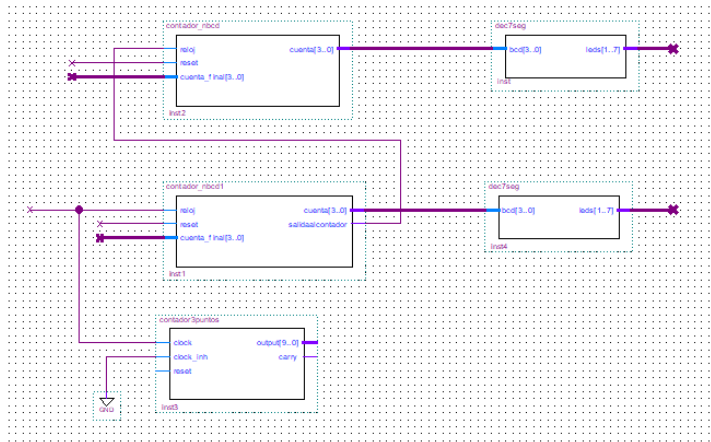 contador_nbcd
reloj
reset
cuenta_final[3..0]
cuenta[3..0]
inst2
dec7seg
bcd[3..0]
leds[1..7]
inst
contador_nbcd1
reloj
reset
cuenta_final[3..0]
cuenta[3..0]
salidaalcontador
inst1
dec7seg
bcd[3..0]
leds[1..7]
inst4
contador3puntos
clock
clock_inh
reset
output[9..0]
carry
inst3
GND